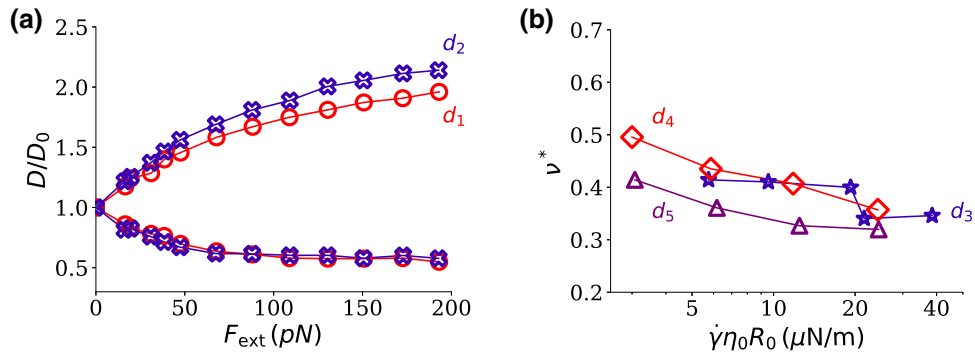 (a)
2.5
2.0
1.5
1.0
0.5
D/D₀
d₂
d₁
0 50 100 150 200
F_ext (pN)
(b)
0.7
0.6
0.5
0.4
0.3
0.2
ν*
d₄
d₅
d₃
5 10 20 40
γ̇η₀R₀ (μN/m)